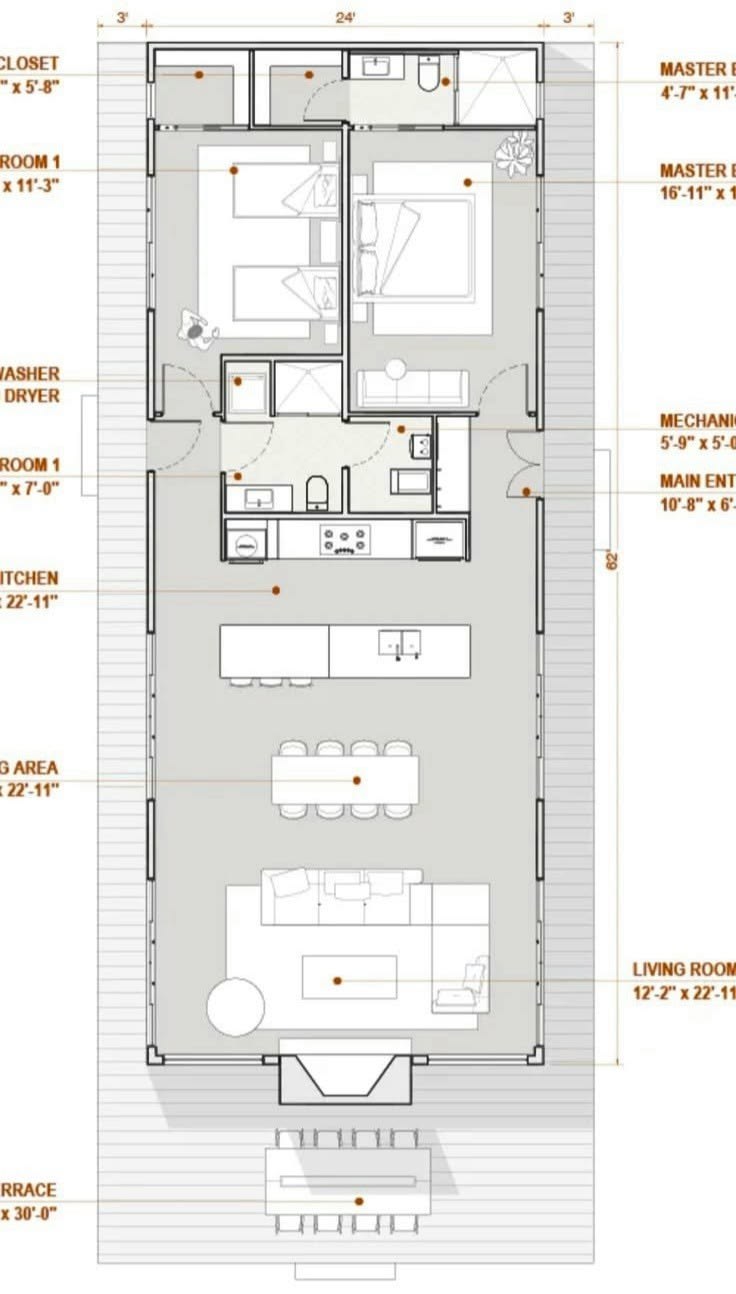 3'
24'
3'
CLOSET
" x 5'-8"
MASTER B
4'-7" x 11'-
ROOM 1
x 11'-3"
MASTER B
16'-11" x 1
WASHER
DRYER
MECHANIC
5'-9" x 5'-0
ROOM 1
" x 7'-0"
MAIN ENT
10'-8" x 6'-
62'
ITCHEN
x 22'-11"
G AREA
x 22'-11"
LIVING ROOM
12'-2" x 22'-11
RRACE
x 30'-0"